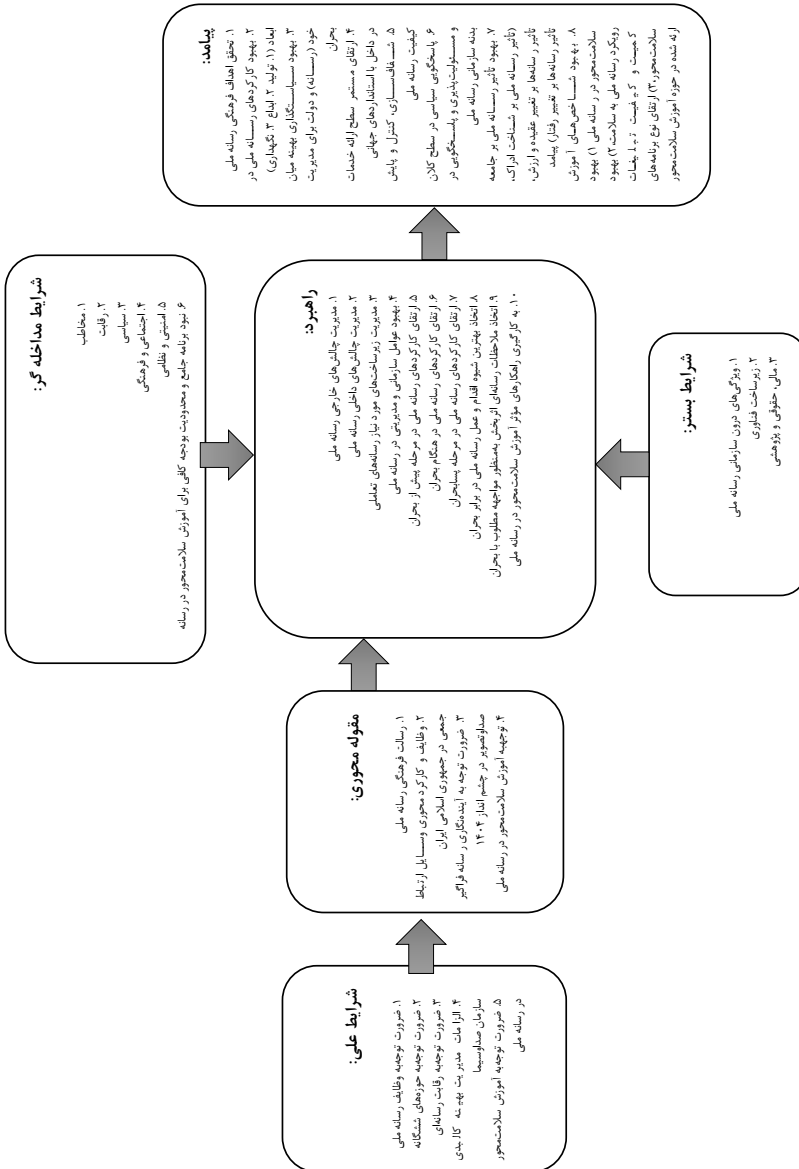 شرایط علی:
۱. ضرورت توجه‌به وظایف رسانه ملی
۲. ضرورت توجه‌به حوزه‌های ششگانه
۳. ضرورت توجه‌به رقابت رسانه‌ای
۴. الزامات مدیریت بهینه کالبدی
سازمان صداوسیما
۵. ضرورت توجه‌به آموزش سلامت‌محور
در رسانه ملی
مقوله محوری:
۱. رسالت فرهنگی رسانه ملی
۲. وظایف و کارکرد محوری وسایل ارتباط
جمعی در جمهوری اسلامی ایران
۳. ضرورت توجه به آینده‌نگاری رسانه فراگیر
صداوتصویر در چشم انداز ۱۴۰۴
۴. توجه‌به آموزش سلامت‌محور در رسانه ملی
شرایط مداخله گر:
۱. مخاطب
۲. رقابت
۳. سیاسی
۴. اجتماعی و فرهنگی
۵. امنیتی و نظامی
۶. نبود برنامه جامع و محدودیت بودجه کافی برای آموزش سلامت‌محور در رسانه
راهبرد:
۱. مدیریت چالش‌های خارجی رسانه ملی
۲. مدیریت چالش‌های داخلی رسانه ملی
۳. مدیریت زیرساخت‌های مورد نیاز رسانه‌های تعاملی
۴. بهبود عوامل سازمانی و مدیریتی در رسانه ملی
۵. ارتقای کارکردهای رسانه ملی در مرحله پیش از بحران
۶. ارتقای کارکردهای رسانه ملی در هنگام بحران
۷. ارتقای کارکردهای رسانه ملی در مرحله پسابحران
۸. اتخاذ بهترین شیوه اقدام و عمل رسانه ملی در برابر بحران
۹. اتخاذ ملاحظات رسانه‌ای اثربخش به‌منظور مواجهه مطلوب با بحران
۱۰. به کارگیری راهکارهای مؤثر آموزش سلامت‌محور در رسانه ملی
شرایط بستر:
۱. ویژگی‌های درون سازمانی رسانه ملی
۲. زیرساخت فناوری
۳. مالی، حقوقی و پژوهشی
پیامد:
۱. تحقق اهداف فرهنگی رسانه ملی
۲. بهبود کارکردهای رسانه ملی در
ابعاد (۱. تولید ۲. ابداع ۳. نگهداری)
۳. بهبود سیاستگذاری بهینه میان
خود (رسانه) و دولت برای مدیریت
بحران
۴. ارتقای مستمر سطح ارائه خدمات
در داخل با استانداردهای جهانی
۵. شفاف‌سازی، کنترل و پایش
کیفیت رسانه ملی
۶. پاسخگویی سیاسی در سطح کلان
و مسئولیت‌پذیری و پاسخگویی در
بدنه سازمانی رسانه ملی
۷. بهبود تأثیر رسانه ملی بر جامعه
(تأثیر رسانه ملی بر شناخت ادراک،
تأثیر رسانه‌ها بر تغییر عقیده و ارزش،
تأثیر رسانه‌ها بر تغییر رفتار) پیامد
۸. بهبود شاخص‌های آموزش
سلامت‌محور در رسانه ملی ۱) بهبود
رویکرد رسانه ملی به سلامت، ۲) بهبود
کمیت و کیفیت تبلیغات
سلامت‌محور، ۳) ارتقای نوع برنامه‌های
ارئه شده در حوزه آموزش سلامت‌محور